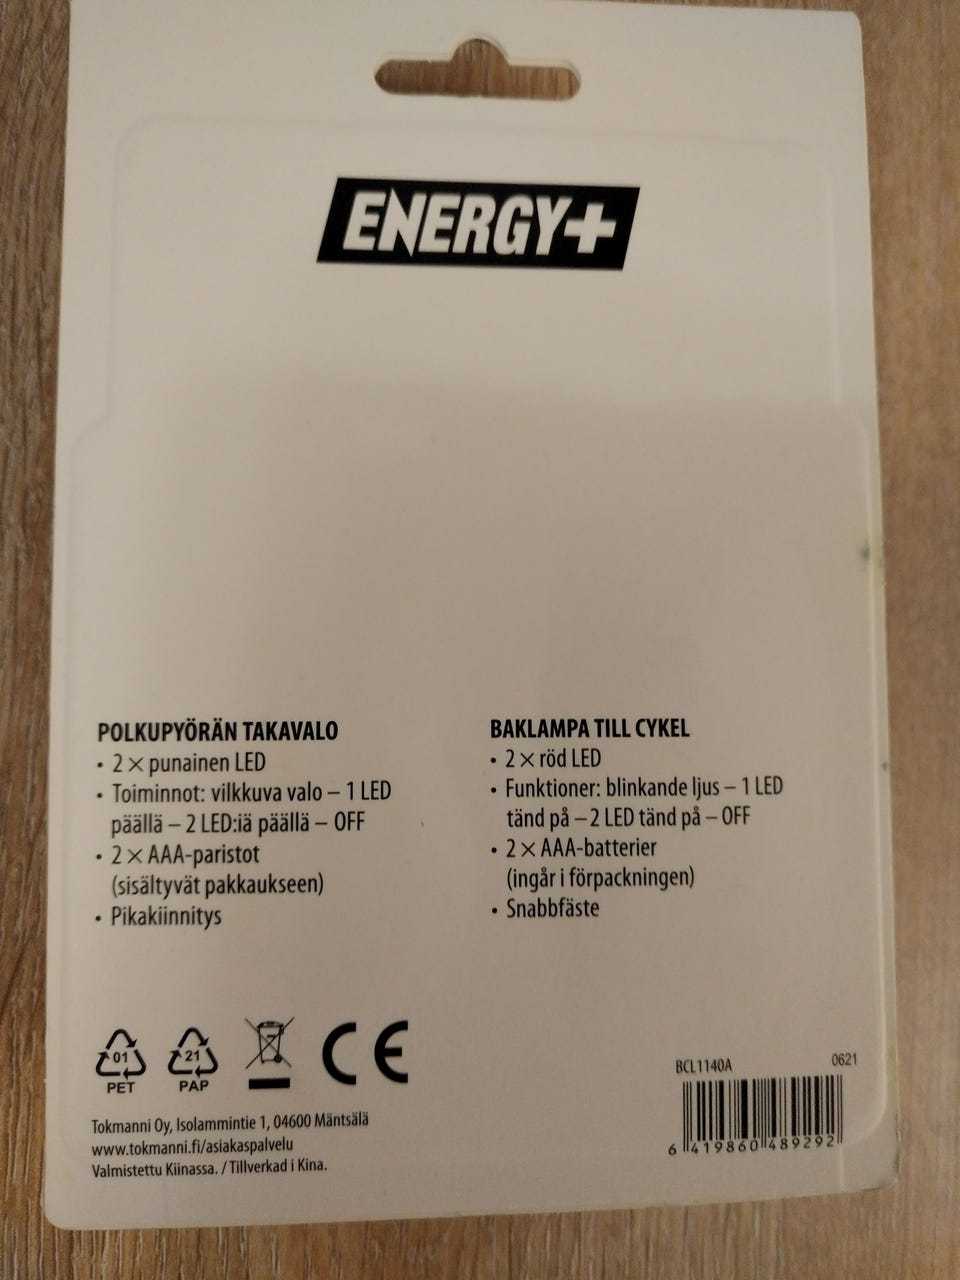 ENERGY+
POLKUPYÖRÄN TAKAVALO
• 2 × punainen LED
• Toiminnot: vilkkuva valo – 1 LED
päällä – 2 LED:iä päällä – OFF
• 2 × AAA-paristot
(sisältyvät pakkaukseen)
• Pikakiinnitys
BAKLAMPA TILL CYKEL
• 2 × röd LED
• Funktioner: blinkande ljus – 1 LED
tänd på – 2 LED tänd på – OFF
• 2 × AAA-batterier
(ingår i förpackningen)
• Snabbfäste
01
PET
21
PAP
CE
Tokmanni Oy, Isolammintie 1, 04600 Mäntsälä
www.tokmanni.fi/asiakaspalvelu
Valmistettu Kiinassa. / Tillverkad i Kina.
BCL1140A 0621
6 419860 489292